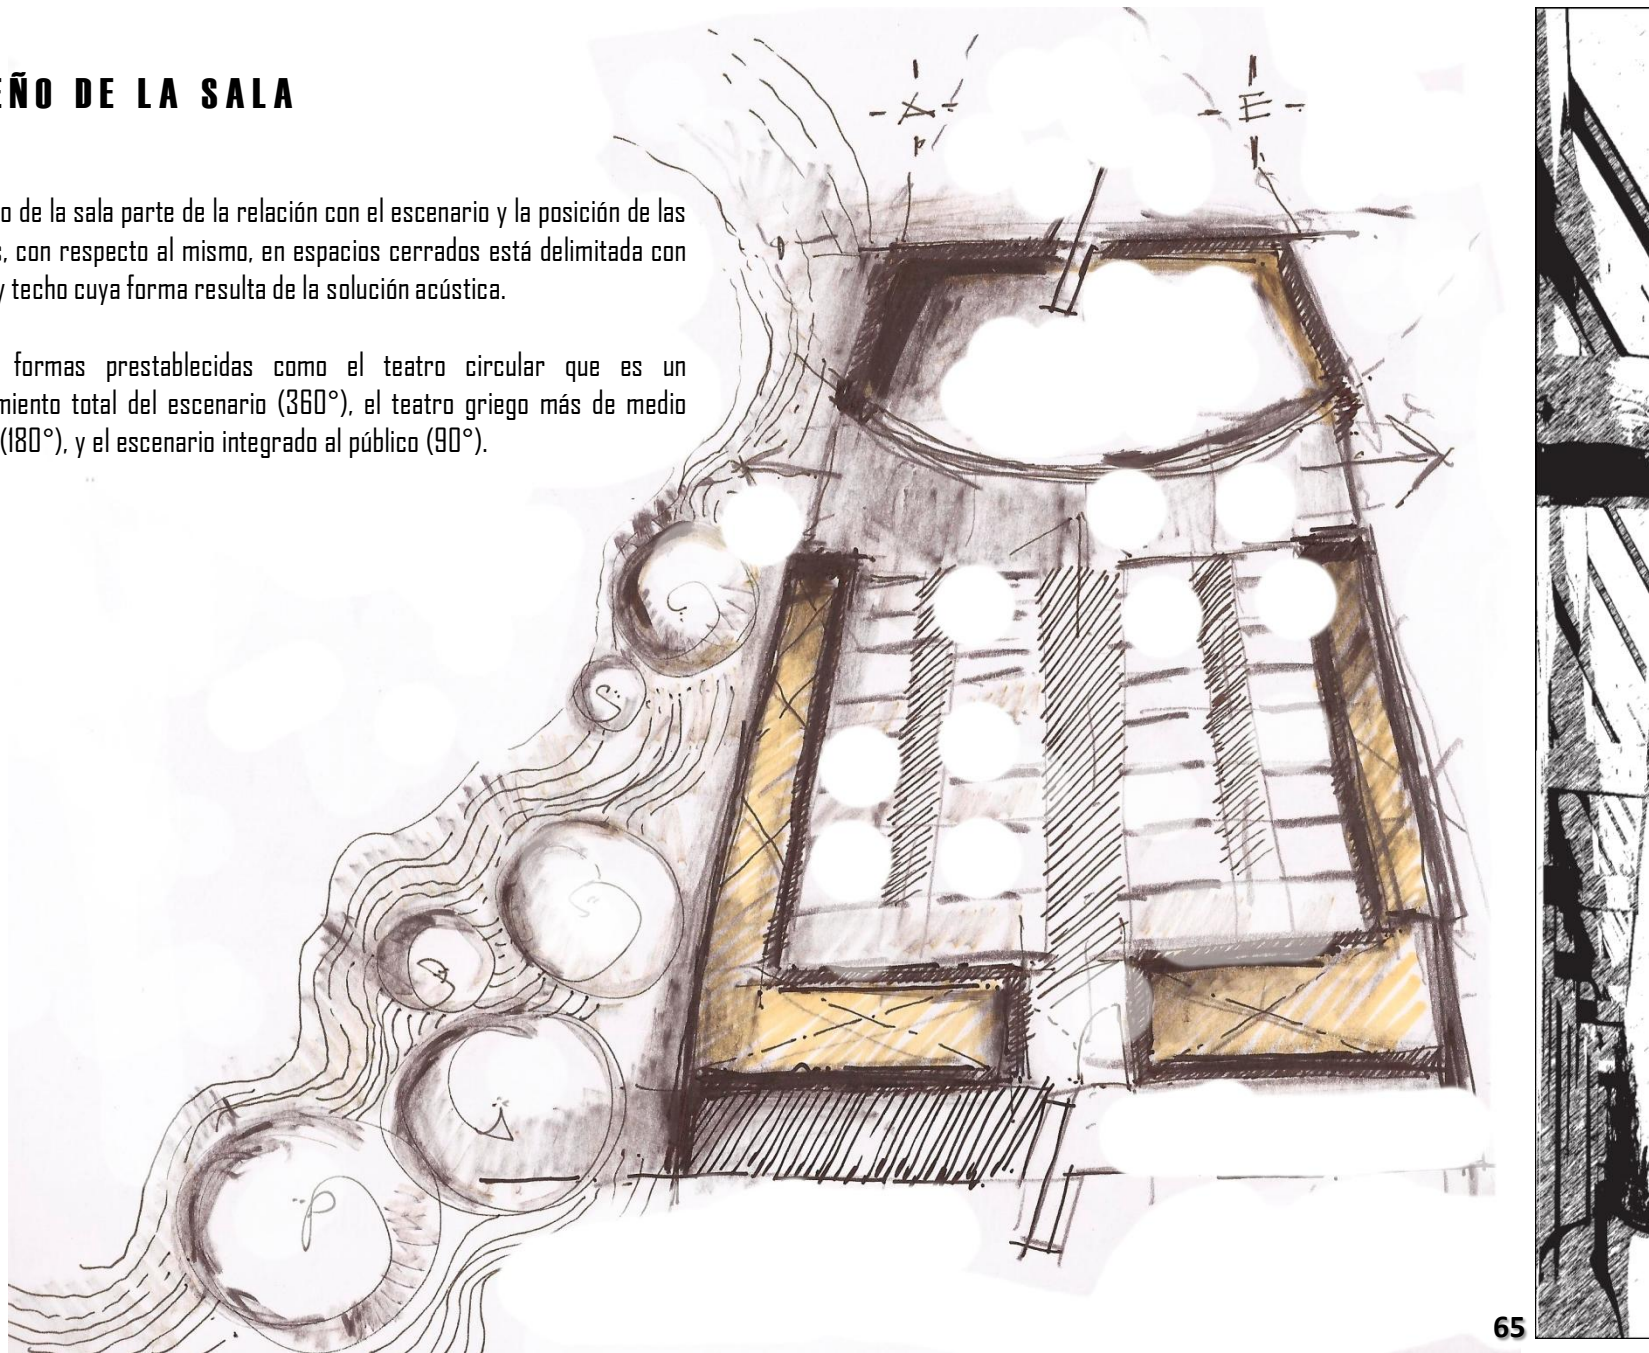 EÑO DE LA SALA
A
E
o de la sala parte de la relación con el escenario y la posición de las
s, con respecto al mismo, en espacios cerrados está delimitada con
y techo cuya forma resulta de la solución acústica.
formas prestablecidas como el teatro circular que es un
miento total del escenario (360°), el teatro griego más de medio
(180°), y el escenario integrado al público (90°).
65